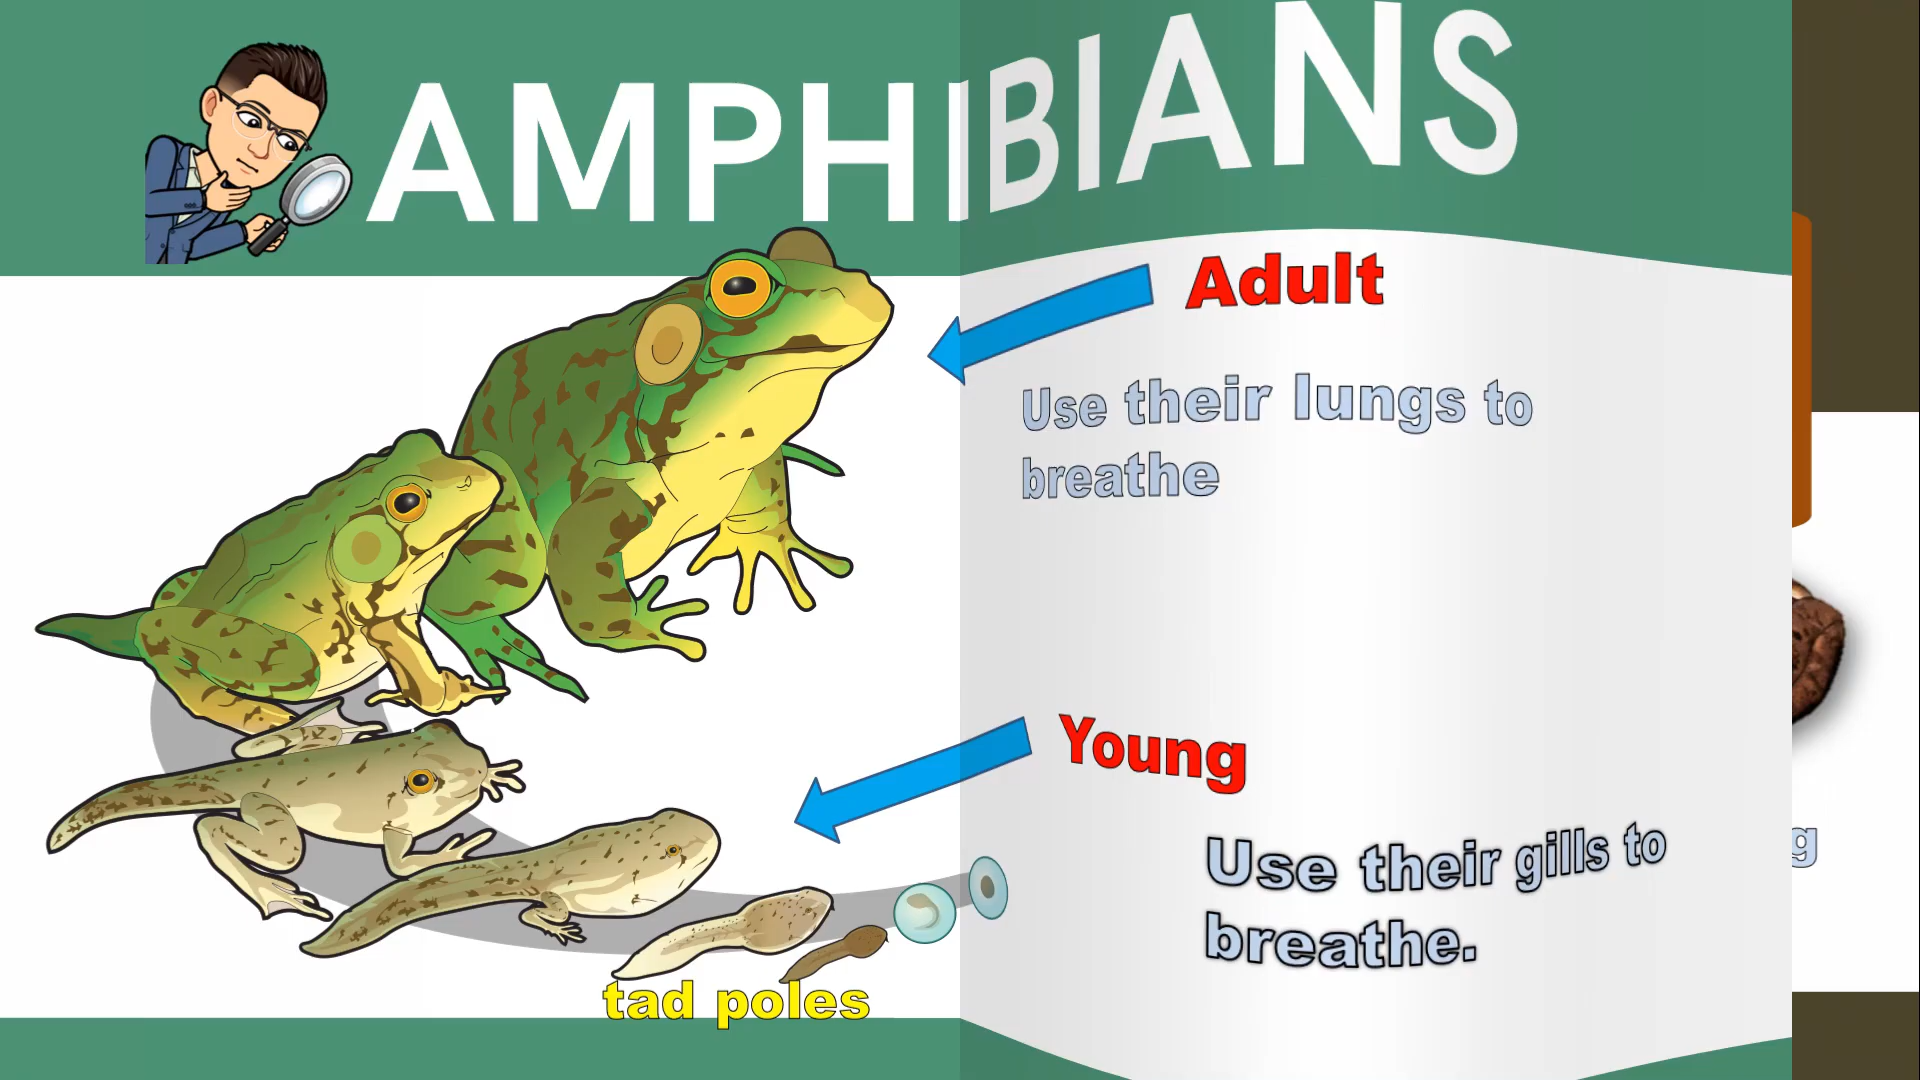 AMPHIBIANS
Adult
Use their lungs to
breathe
Young
Use their gills to
breathe.
tad poles
g